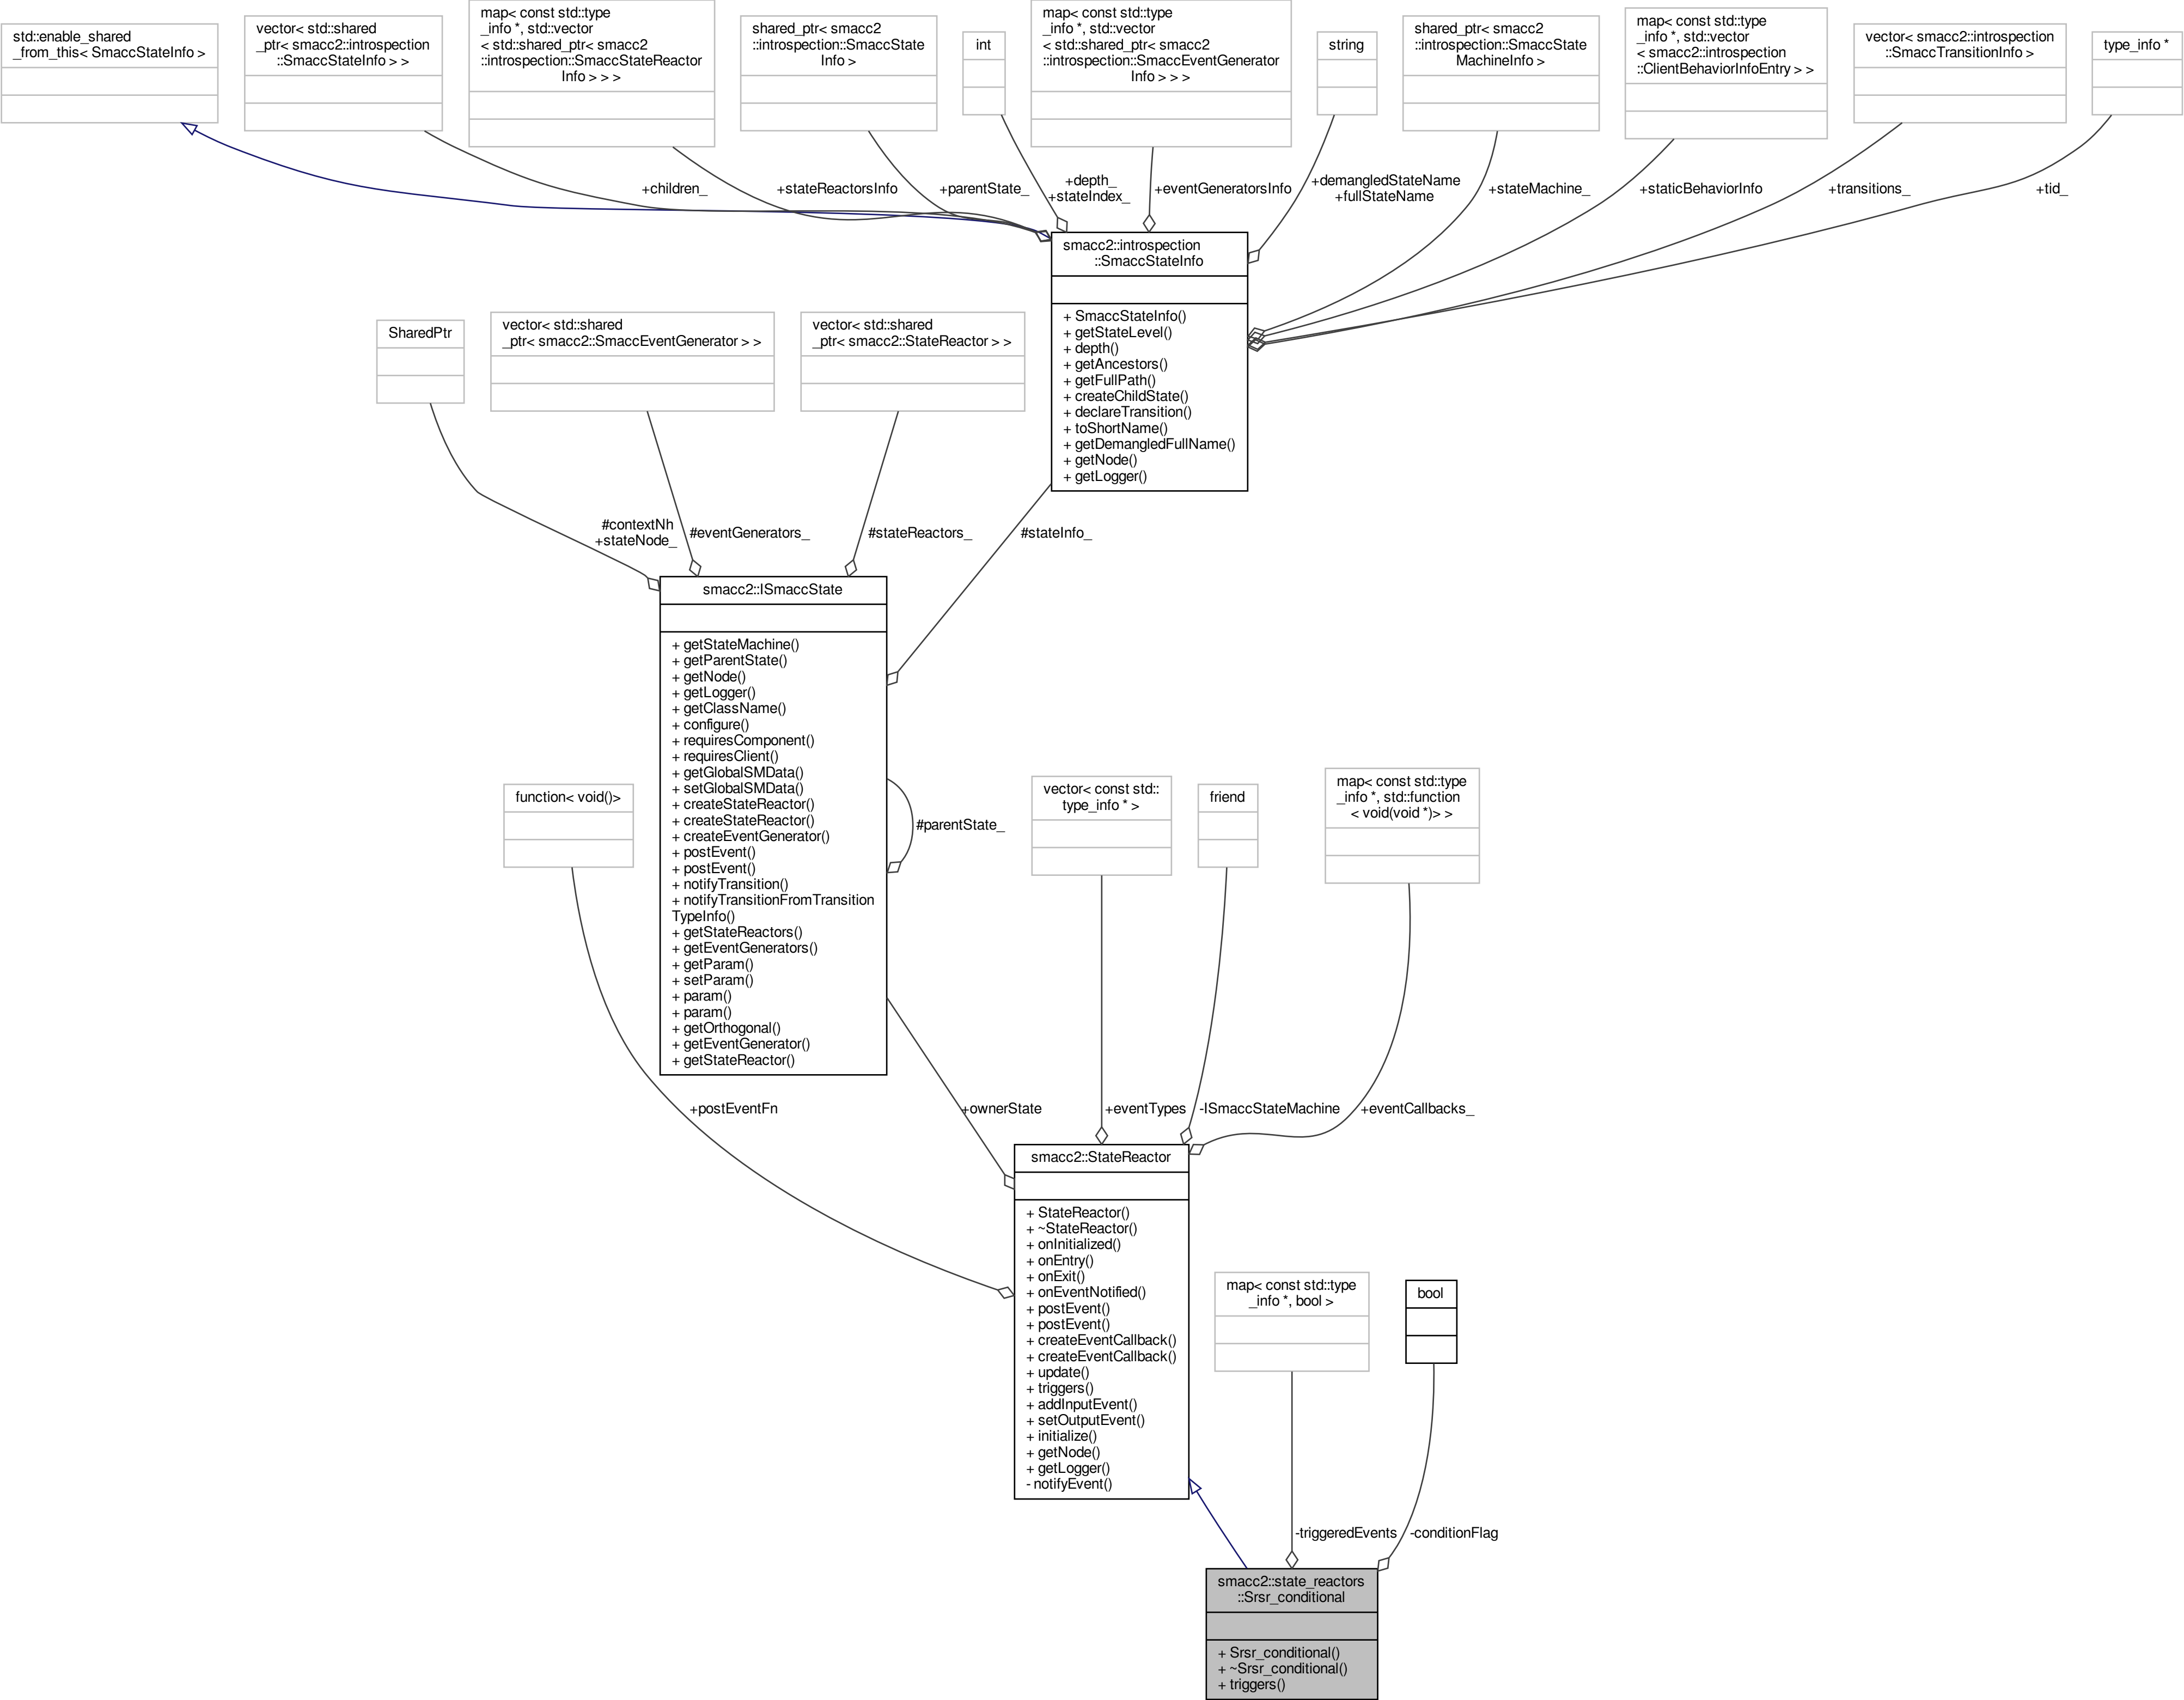 std::enable_shared
_from_this< SmaccStateInfo >
vector< std::shared
_ptr< smacc2::introspection
::SmaccStateInfo > >
map< const std::type
_info *, std::vector
< std::shared_ptr< smacc2
::introspection::SmaccStateReactor
Info > > >
shared_ptr< smacc2
::introspection::SmaccState
Info >
int
map< const std::type
_info *, std::vector
< std::shared_ptr< smacc2
::introspection::SmaccEventGenerator
Info > > >
string
shared_ptr< smacc2
::introspection::SmaccState
MachineInfo >
map< const std::type
_info *, std::vector
< smacc2::introspection
::ClientBehaviorInfoEntry > >
vector< smacc2::introspection
::SmaccTransitionInfo >
type_info *
+children_
+stateReactorsInfo
+parentState_
+depth_
+stateIndex_
+eventGeneratorsInfo
+demangledStateName
+fullStateName
+stateMachine_
+staticBehaviorInfo
+transitions_
+tid_
smacc2::introspection
::SmaccStateInfo
+ SmaccStateInfo()
+ getStateLevel()
+ depth()
+ getAncestors()
+ getFullPath()
+ createChildState()
+ declareTransition()
+ toShortName()
+ getDemangledFullName()
+ getNode()
+ getLogger()
SharedPtr
vector< std::shared
_ptr< smacc2::SmaccEventGenerator > >
vector< std::shared
_ptr< smacc2::StateReactor > >
#contextNh
+stateNode_
#eventGenerators_
#stateReactors_
#stateInfo_
smacc2::ISmaccState
+ getStateMachine()
+ getParentState()
+ getNode()
+ getLogger()
+ getClassName()
+ configure()
+ requiresComponent()
+ requiresClient()
+ getGlobalSMData()
+ setGlobalSMData()
+ createStateReactor()
+ createStateReactor()
+ createEventGenerator()
+ postEvent()
+ postEvent()
+ notifyTransition()
+ notifyTransitionFromTransition
TypeInfo()
+ getStateReactors()
+ getEventGenerators()
+ getParam()
+ setParam()
+ param()
+ param()
+ getOrthogonal()
+ getEventGenerator()
+ getStateReactor()
#parentState_
function< void()>
vector< const std::
type_info * >
friend
map< const std::type
_info *, std::function
< void(void *)> >
+postEventFn
+ownerState
+eventTypes
-ISmaccStateMachine
+eventCallbacks_
smacc2::StateReactor
+ StateReactor()
+ ~StateReactor()
+ onInitialized()
+ onEntry()
+ onExit()
+ onEventNotified()
+ postEvent()
+ postEvent()
+ createEventCallback()
+ createEventCallback()
+ update()
+ triggers()
+ addInputEvent()
+ setOutputEvent()
+ initialize()
+ getNode()
+ getLogger()
- notifyEvent()
map< const std::type
_info *, bool >
bool
-triggeredEvents
-conditionFlag
smacc2::state_reactors
::Srsr_conditional
+ Srsr_conditional()
+ ~Srsr_conditional()
+ triggers()